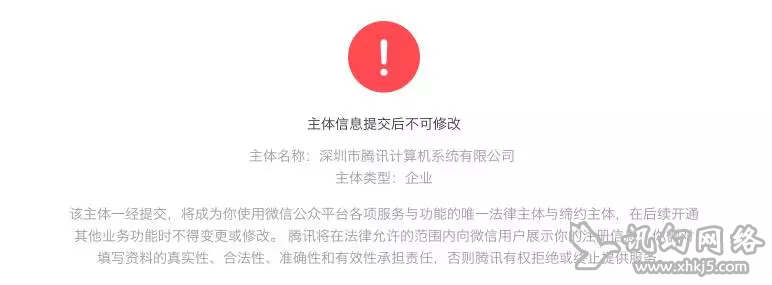 主体信息提交后不可修改
主体名称：深圳市腾讯计算机系统有限公司
主体类型：企业
该主体一经提交，将成为你使用微信公众平台各项服务与功能的唯一法律主体与缔约主体，在后续开通
其他业务功能时不得变更或修改。 腾讯将在法律允许的范围内向微信用户展示你的注册信息，你需对
填写资料的真实性、合法性、准确性和有效性承担责任，否则腾讯有权拒绝或终止提供服务。
讯幻网络
www.xhkj5.com